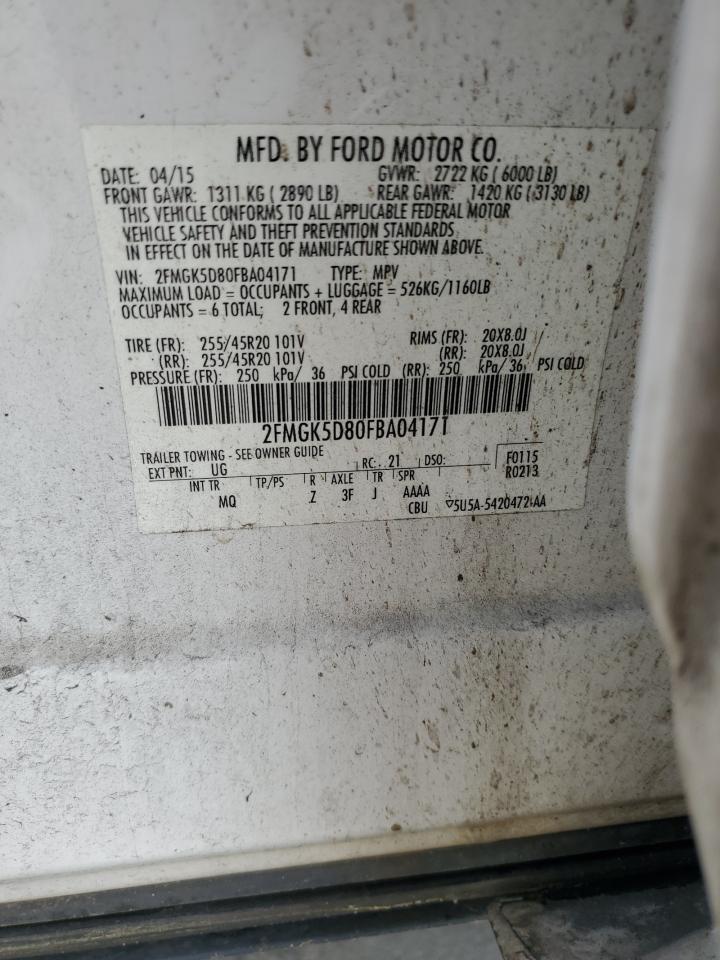 MFD. BY FORD MOTOR CO.
DATE: 04/15 GVWR: 2722 KG ( 6000 LB)
FRONT GAWR: 1311 KG ( 2890 LB) REAR GAWR: 1420 KG ( 3130 LB)
THIS VEHICLE CONFORMS TO ALL APPLICABLE FEDERAL MOTOR
VEHICLE SAFETY AND THEFT PREVENTION STANDARDS
IN EFFECT ON THE DATE OF MANUFACTURE SHOWN ABOVE.
VIN: 2FMGK5D80FBA04171 TYPE: MPV
MAXIMUM LOAD = OCCUPANTS + LUGGAGE = 526KG/1160LB
OCCUPANTS = 6 TOTAL; 2 FRONT, 4 REAR
TIRE (FR): 255/45R20 101V RIMS (FR): 20X8.0J
(RR): 255/45R20 101V (RR): 20X8.0J
PRESSURE (FR): 250 kPa/ 36 PSI COLD (RR): 250 kPa/ 36 PSI COLD
2FMGK5D80FBA04171
TRAILER TOWING - SEE OWNER GUIDE
EXT PNT: UG RC: 21 DSO: F0115
R0213
INT TR TP/PS R AXLE TR SPR
MQ Z 3F J AAAA
CBU ▽5U5A-5420472-AA